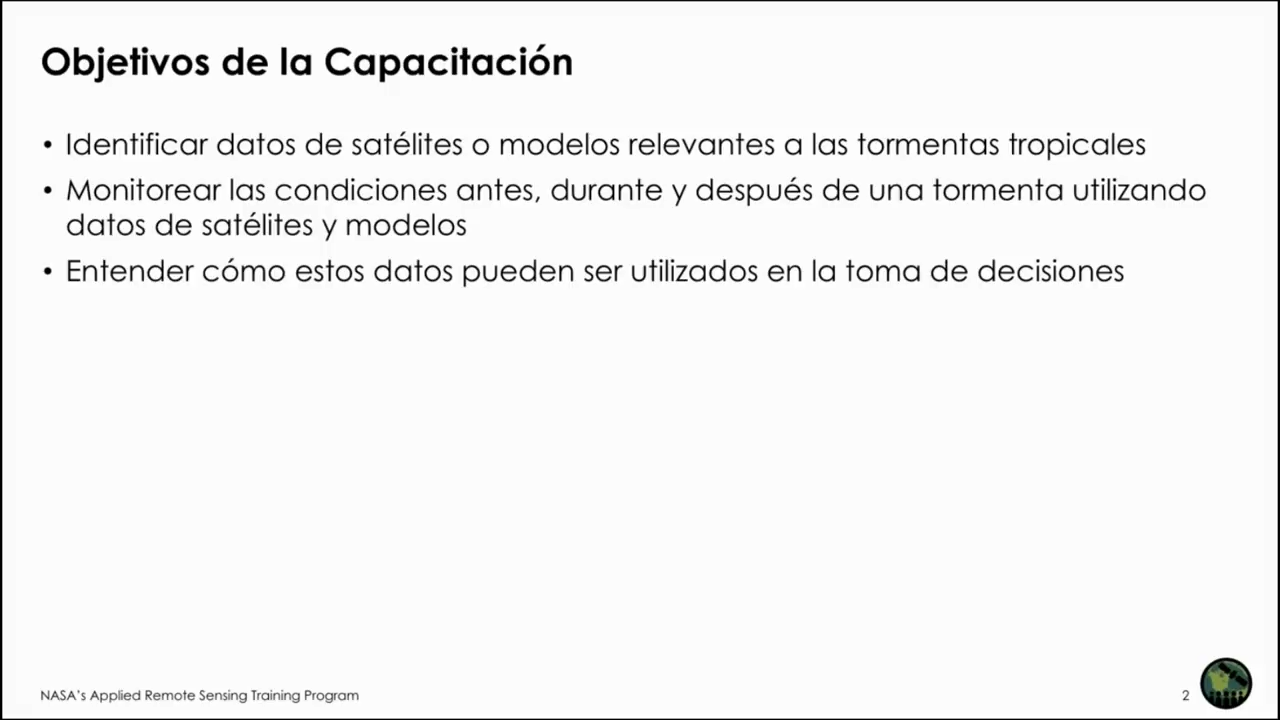 Objetivos de la Capacitación
• Identificar datos de satélites o modelos relevantes a las tormentas tropicales
• Monitorear las condiciones antes, durante y después de una tormenta utilizando
datos de satélites y modelos
• Entender cómo estos datos pueden ser utilizados en la toma de decisiones
NASA's Applied Remote Sensing Training Program
2